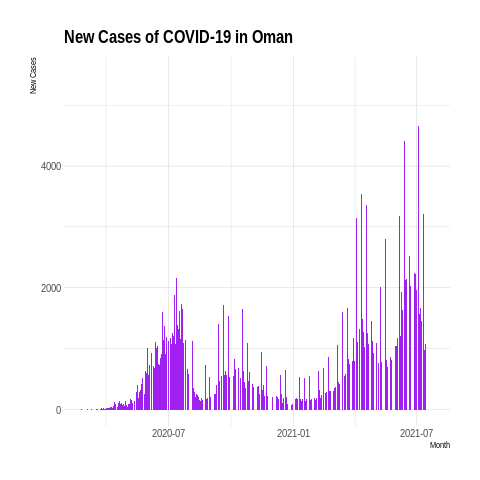 New Cases of COVID-19 in Oman
New Cases
4000
2000
0
2020-07
2021-01
2021-07
Month